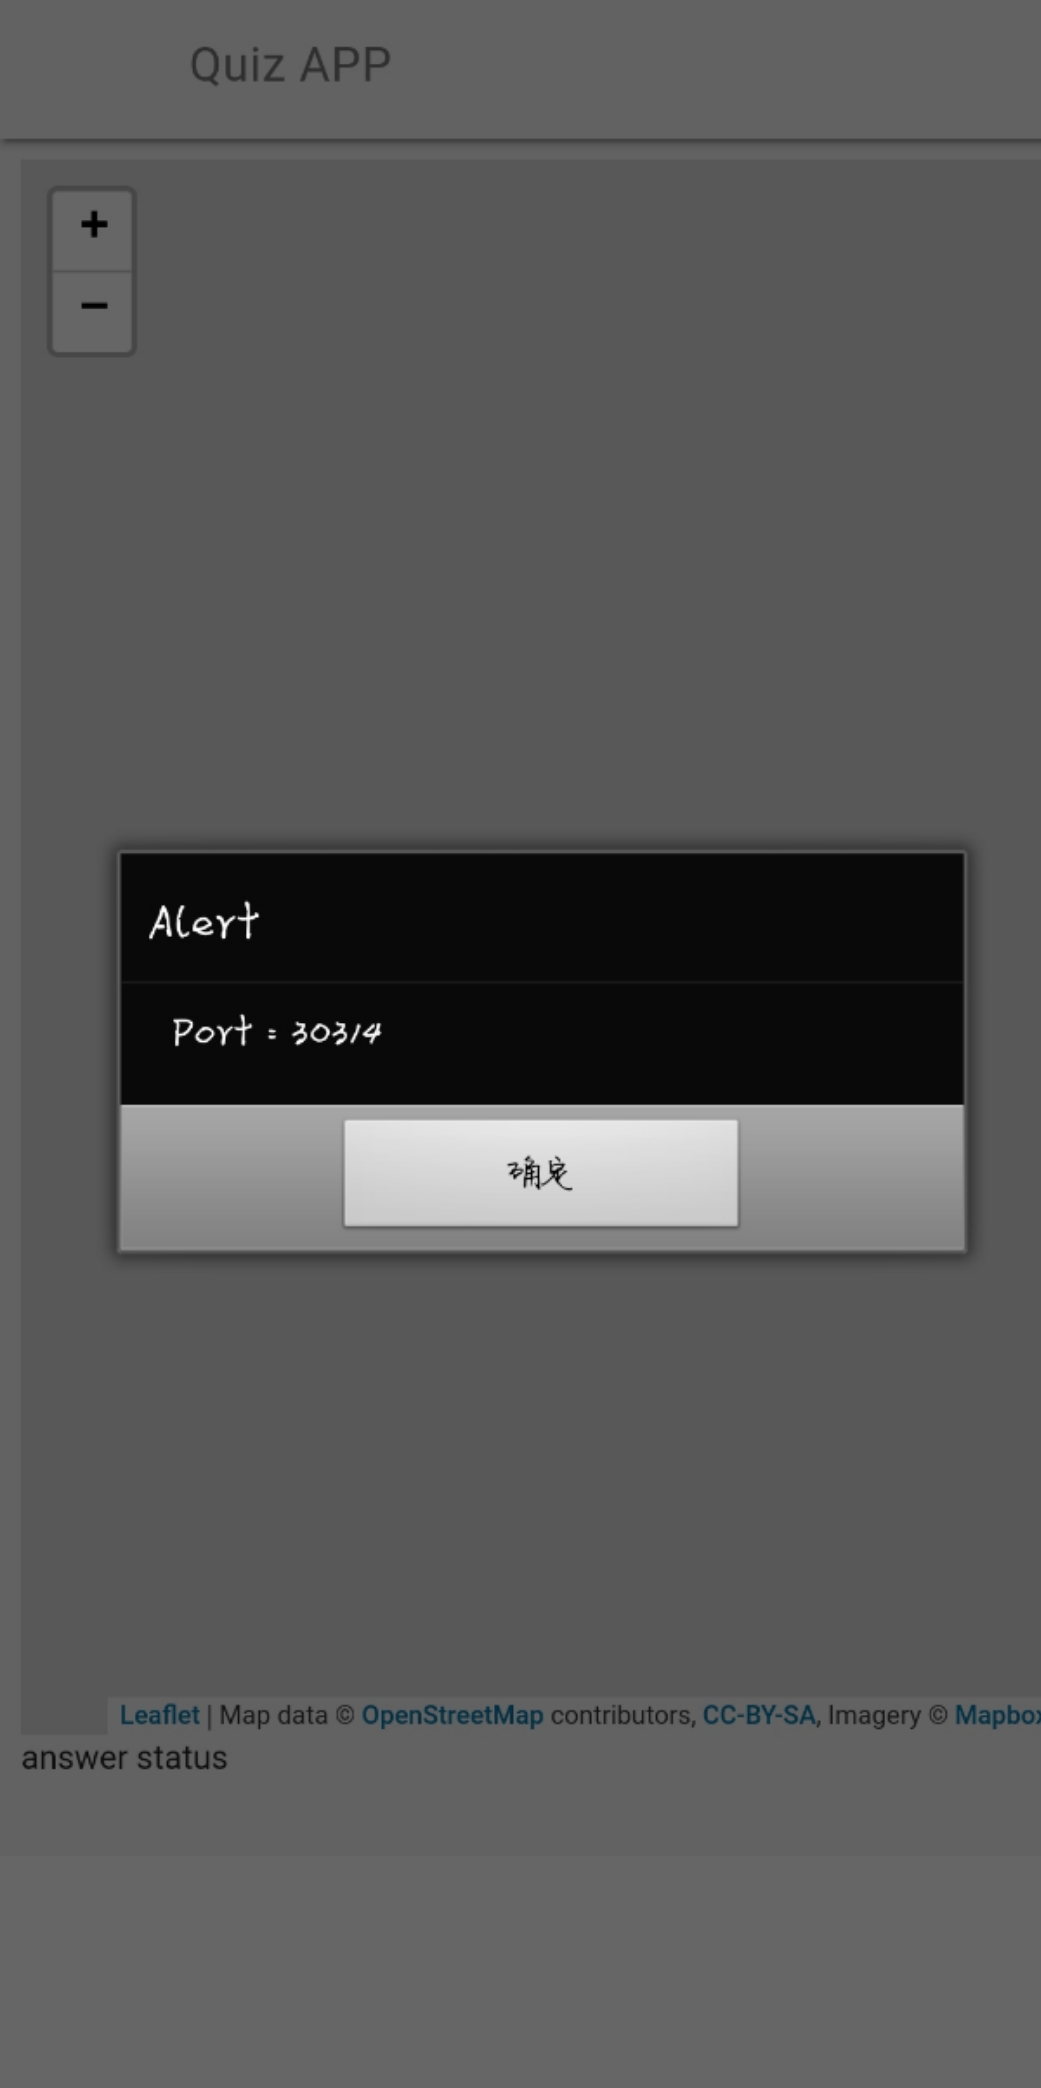 Quiz APP
+
−
Alert
Port : 30314
确定
Leaflet | Map data © OpenStreetMap contributors, CC-BY-SA, Imagery © Mapbox
answer status